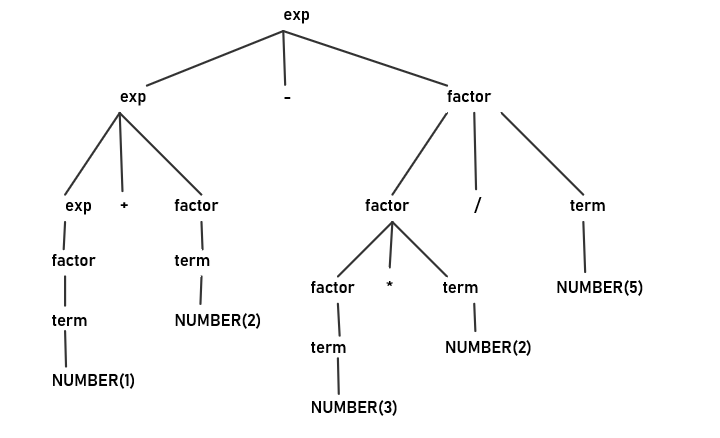 exp
exp - factor
exp + factor factor / term
factor term factor * term NUMBER(5)
term NUMBER(2) term NUMBER(2)
NUMBER(1) NUMBER(3)